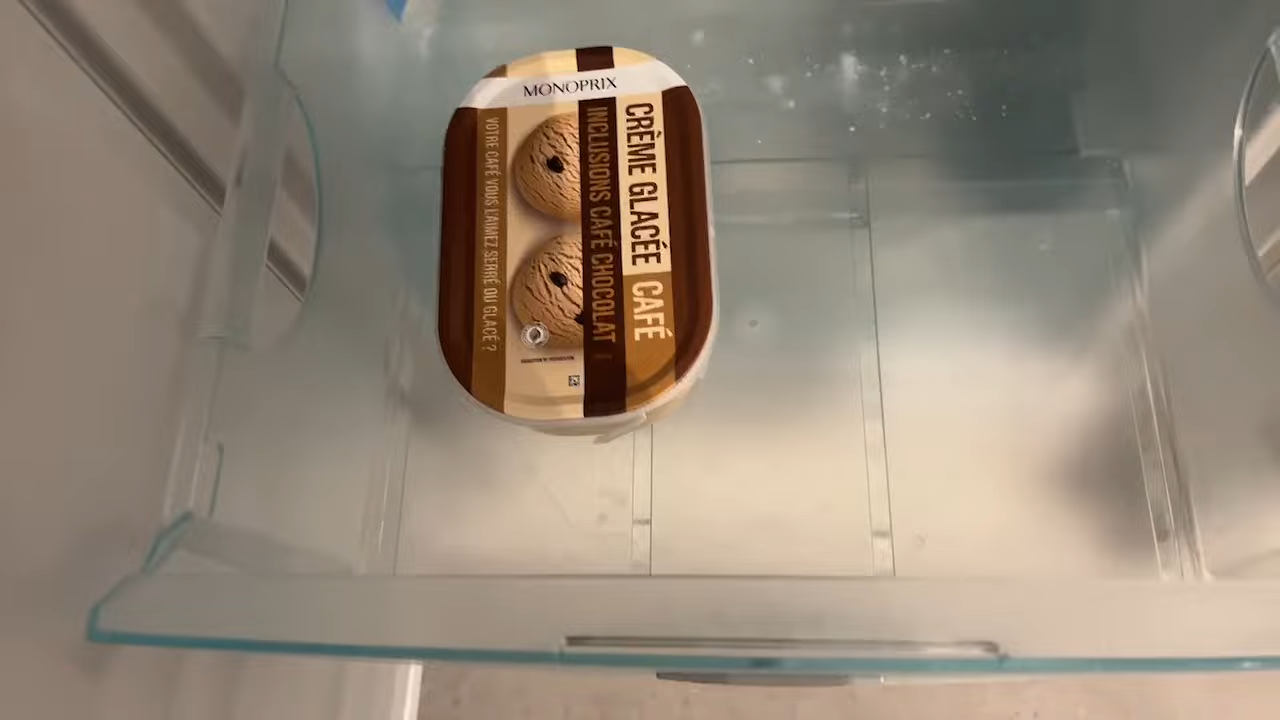 MONOPRIX
CRÈME GLACÉE CAFÉ
INCLUSIONS CAFÉ CHOCOLAT
VOTRE CAFÉ VOUS L'AIMEZ SERRÉ OU GLACÉ ?